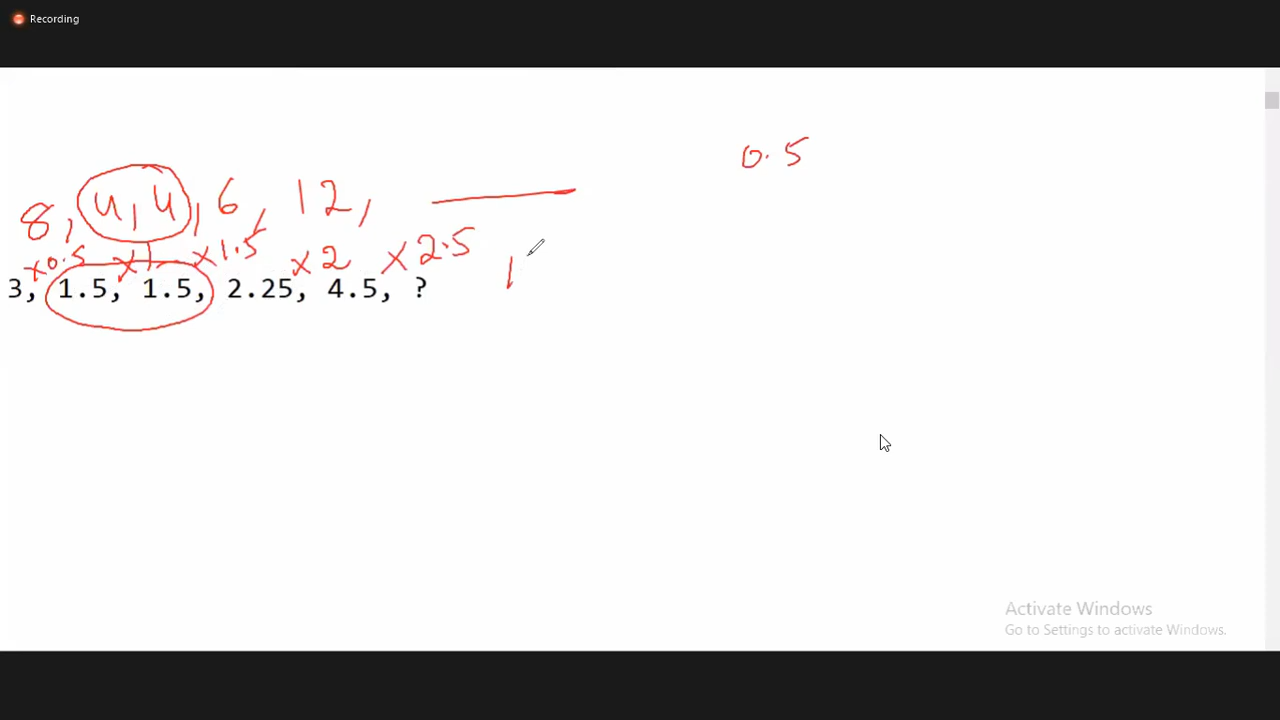 Recording
0.5
8, 4, 4, 6, 12,
x0.5 x1 x1.5 x2 x2.5
3, 1.5, 1.5, 2.25, 4.5, ?
1
Activate Windows
Go to Settings to activate Windows.